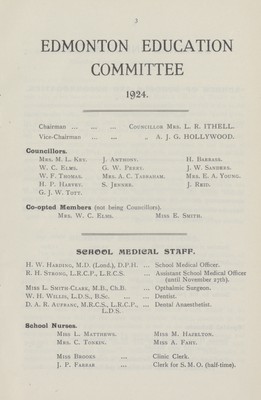 3
EDMONTON EDUCATION
COMMITTEE
1924.
Chairman ... ... ... COUNCILLOR MRS. L. R. ITHELL.
Vice-Chairman ... ... „ A. J. G. HOLLYWOOD.
Councillors.
MRS. M. L. KEY. J. ANTHONY. H. BARRASS.
W. C. ELMS. G. W. PERRY. J. W. SANDERS.
W. F. THOMAS. MRS. A. C. MRS. E. A. YOUNG.
H. P. HARVEY. S. JENNER. J. REID.
G. J. W. TOTT.
Co-opted Members (not being Councillors).
MRS. W. C. ELMS. MISS E. SMITH.
SCHOOL MEDICAL STAFF.
H. W. HARDING, M.D. (Lond.), D.P.H. ... School Medical Officer.
R. H. STRONG, L.R.C.P., L.R.C.S. ... Assistant School Medical Officer
(until November 27th).
MISS L. SMITH-CLARK, M.B., Ch.B. ... Opthalmic Surgeon.
W. H. WILLIS, L.D.S., B.Sc. ... ... Dentist.
D. A. R. AUFRANC, M.R.C.S., L.R.C.P., ... Dental Anaesthetist.
L.D.S.
School Nurses.
MISS L. MATTHEWS. MISS M. HAZELTON.
MRS. C. TONKIN. MISS A. FAHY.
MISS BROOKS ... Clinic Clerk.
J. P. FARRAR ... Clerk for S.M.O. (half-time).